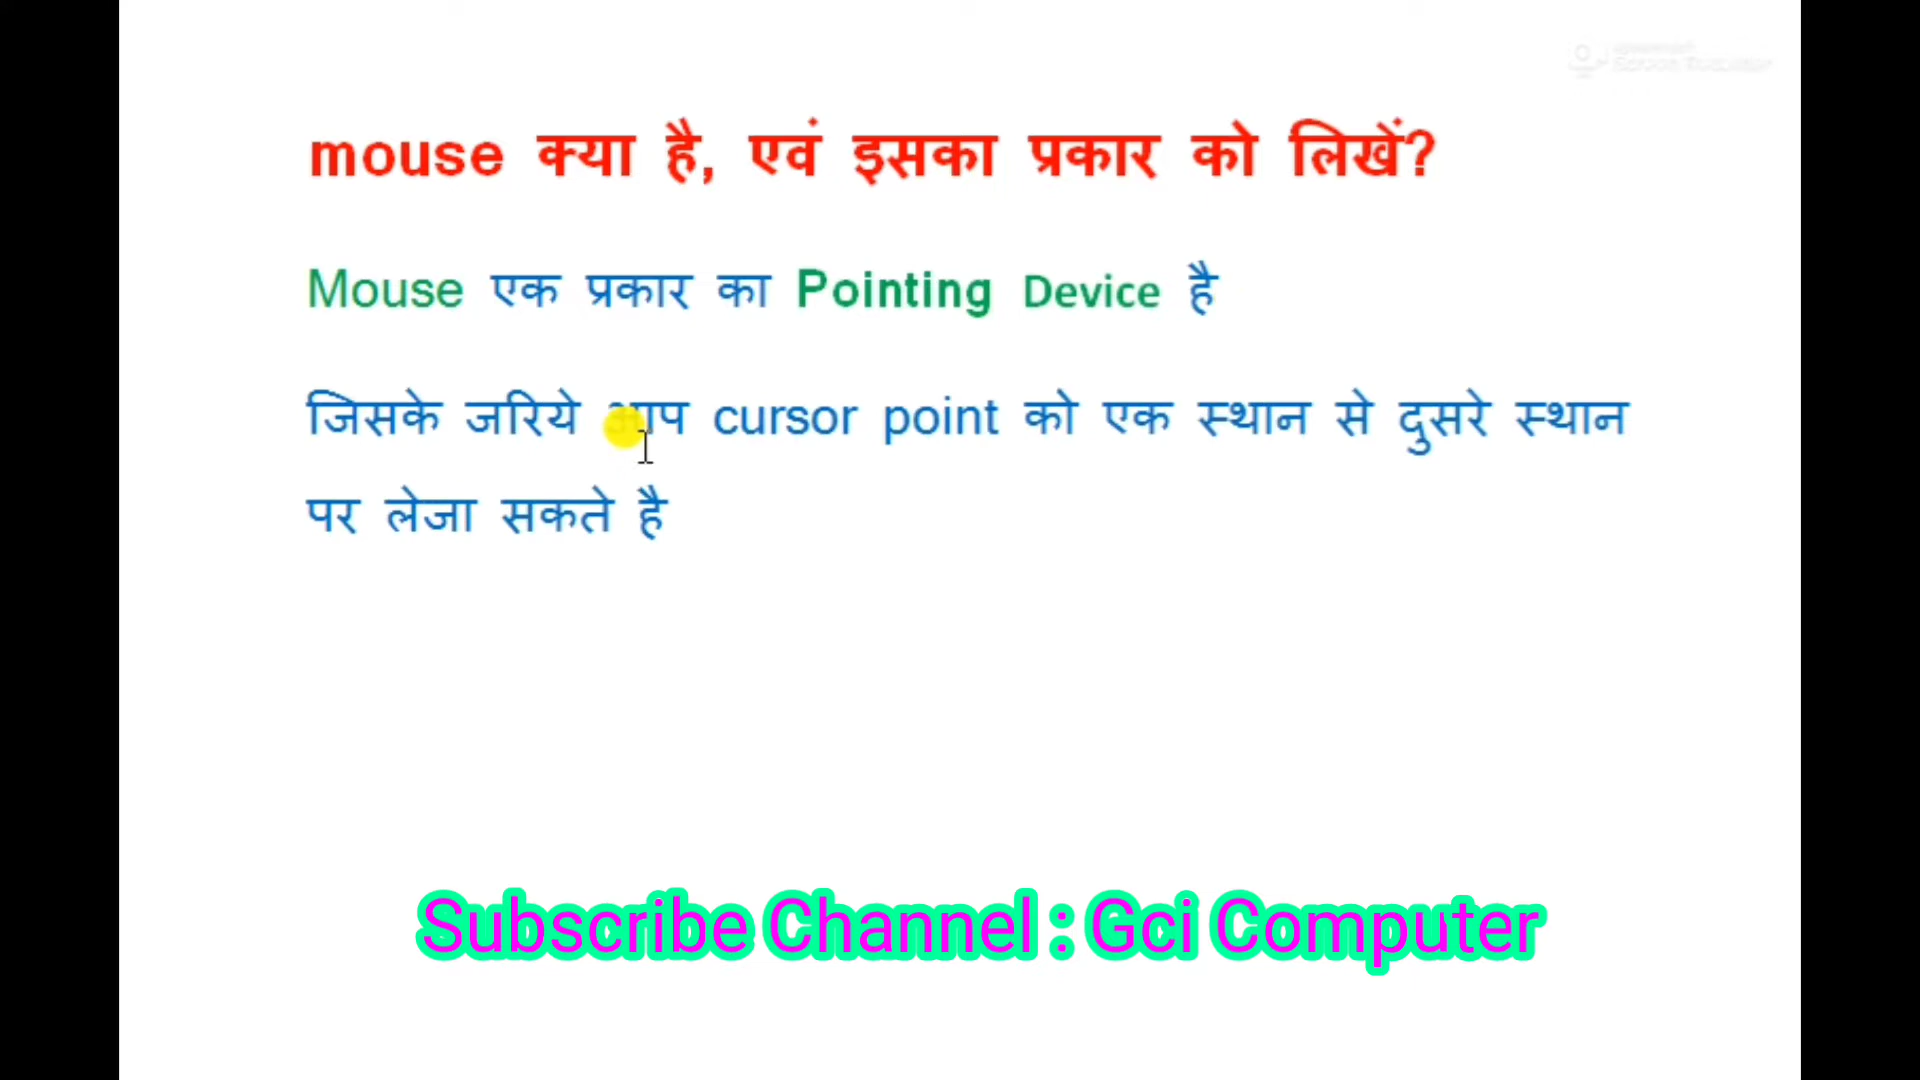 mouse क्या है, एवं इसका प्रकार को लिखें?
Mouse एक प्रकार का Pointing Device है
जिसके जरिये आप cursor point को एक स्थान से दुसरे स्थान
पर लेजा सकते है
Subscribe Channel : Gci Computer